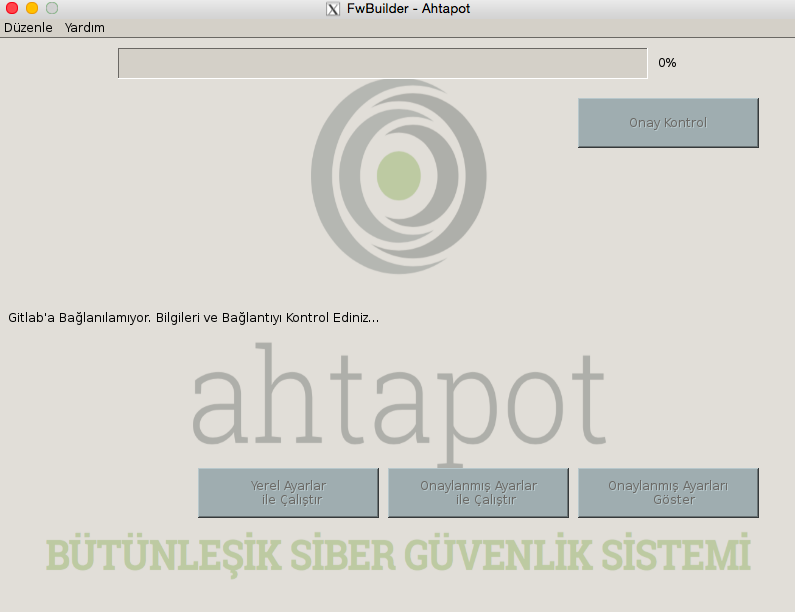 FwBuilder - Ahtapot
Düzenle Yardım
0%
Onay Kontrol
Gitlab'a Bağlanılamıyor. Bilgileri ve Bağlantıyı Kontrol Ediniz...
ahtapot
Yerel Ayarlar
ile Çalıştır
Onaylanmış Ayarlar
ile Çalıştır
Onaylanmış Ayarları
Göster
BÜTÜNLEŞİK SİBER GÜVENLİK SİSTEMİ